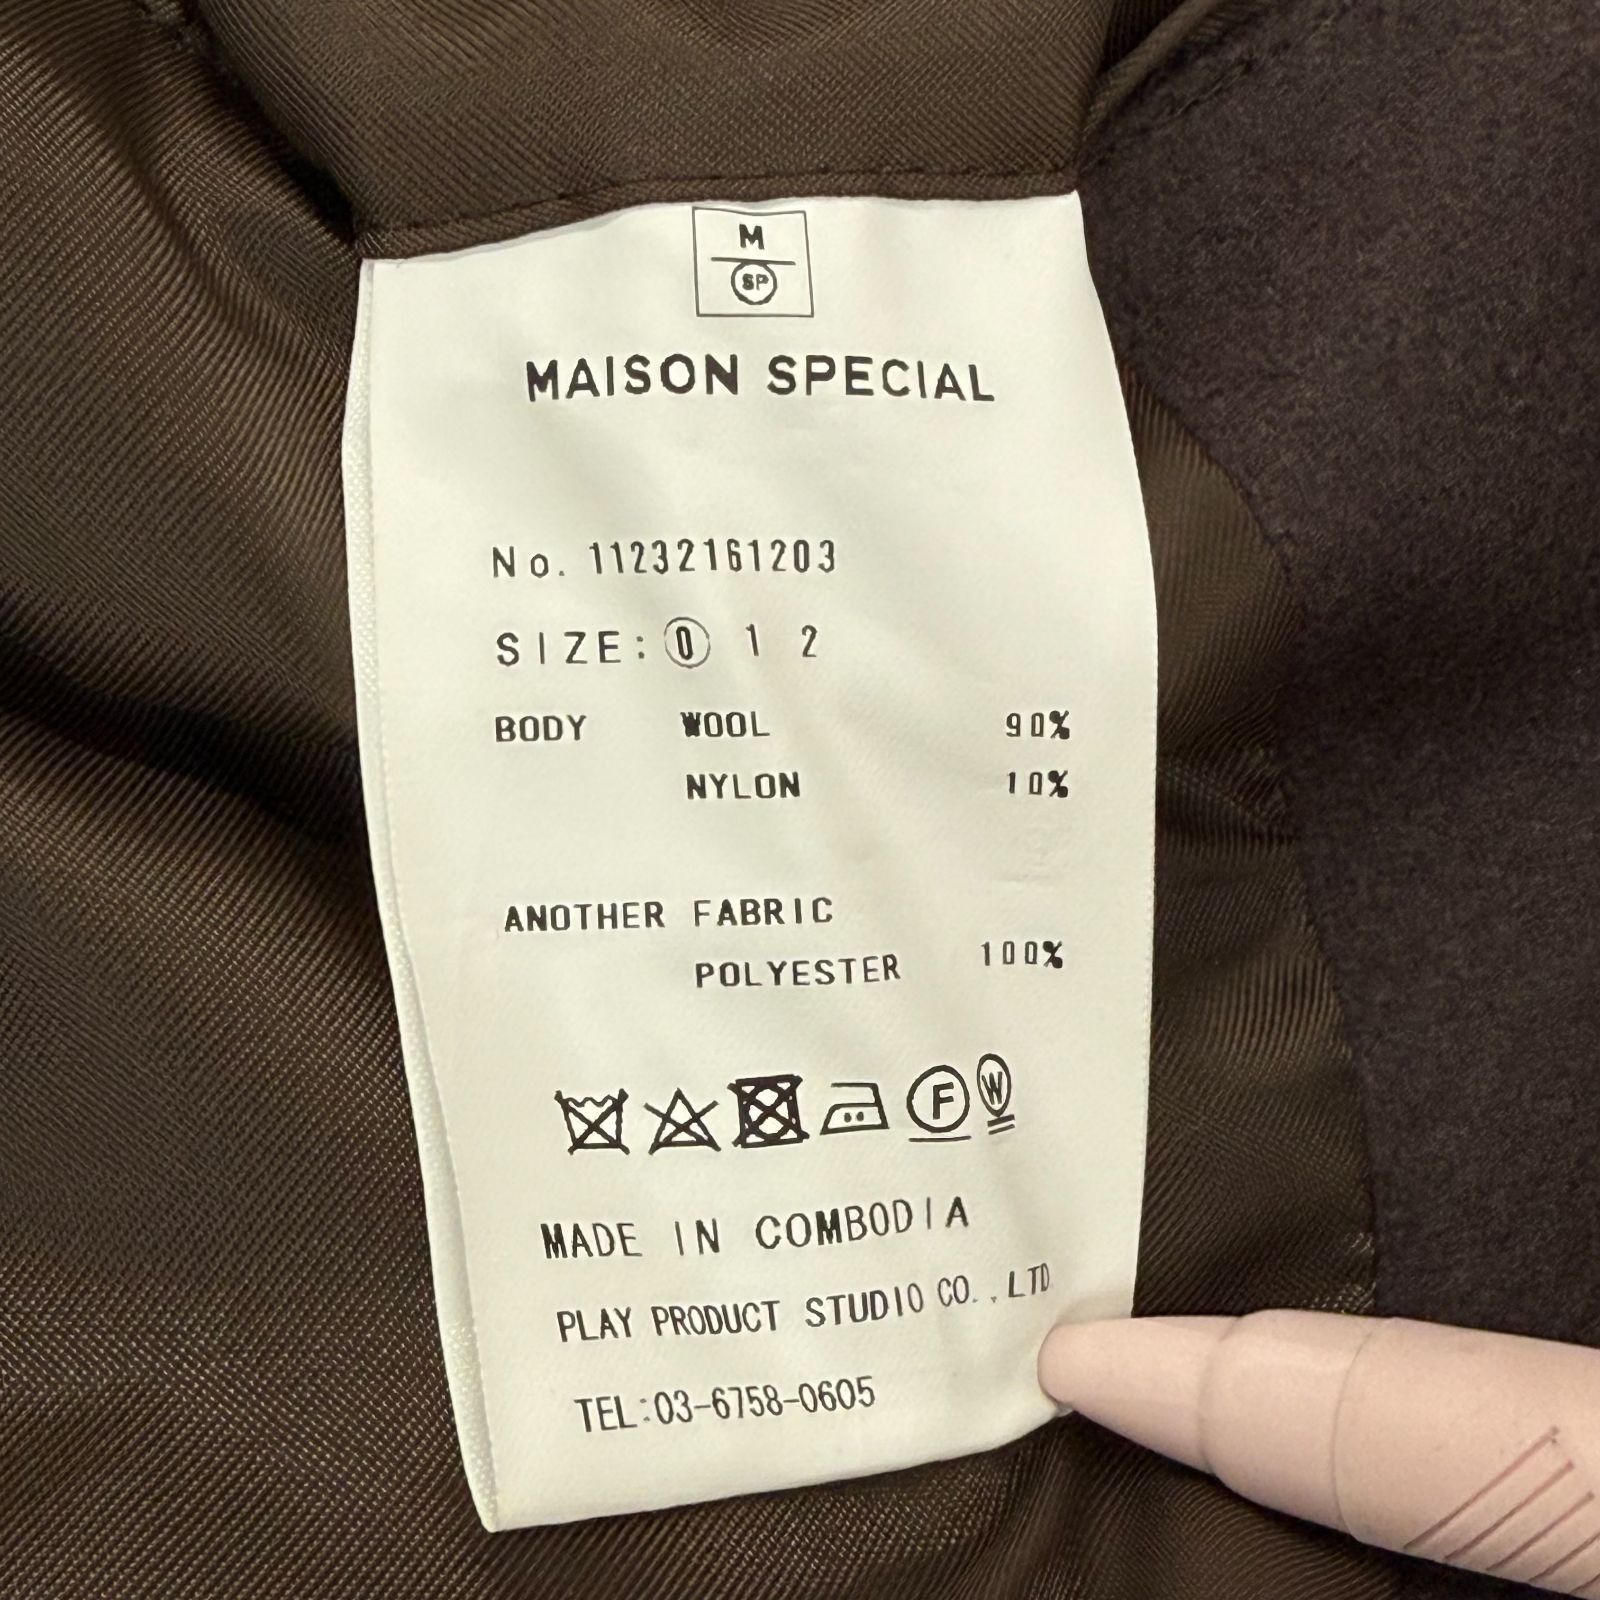 M
SP
MAISON SPECIAL
No. 11232161203
SIZE: 0 1 2
BODY WOOL 90%
NYLON 10%
ANOTHER FABRIC
POLYESTER 100%
F W
MADE IN COMBODIA
PLAY PRODUCT STUDIO CO.,LTD
TEL:03-6758-0605